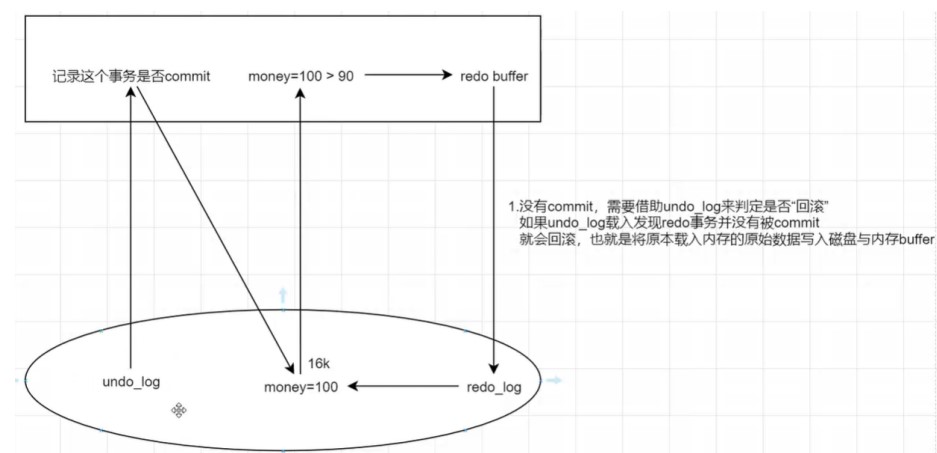 记录这个事务是否commit
money=100 > 90
redo buffer
1.没有commit，需要借助undo_log来判定是否“回滚”
如果undo_log载入发现redo事务并没有被commit
就会回滚，也就是将原本载入内存的原始数据写入磁盘与内存buffer
16k
undo_log
money=100
redo_log